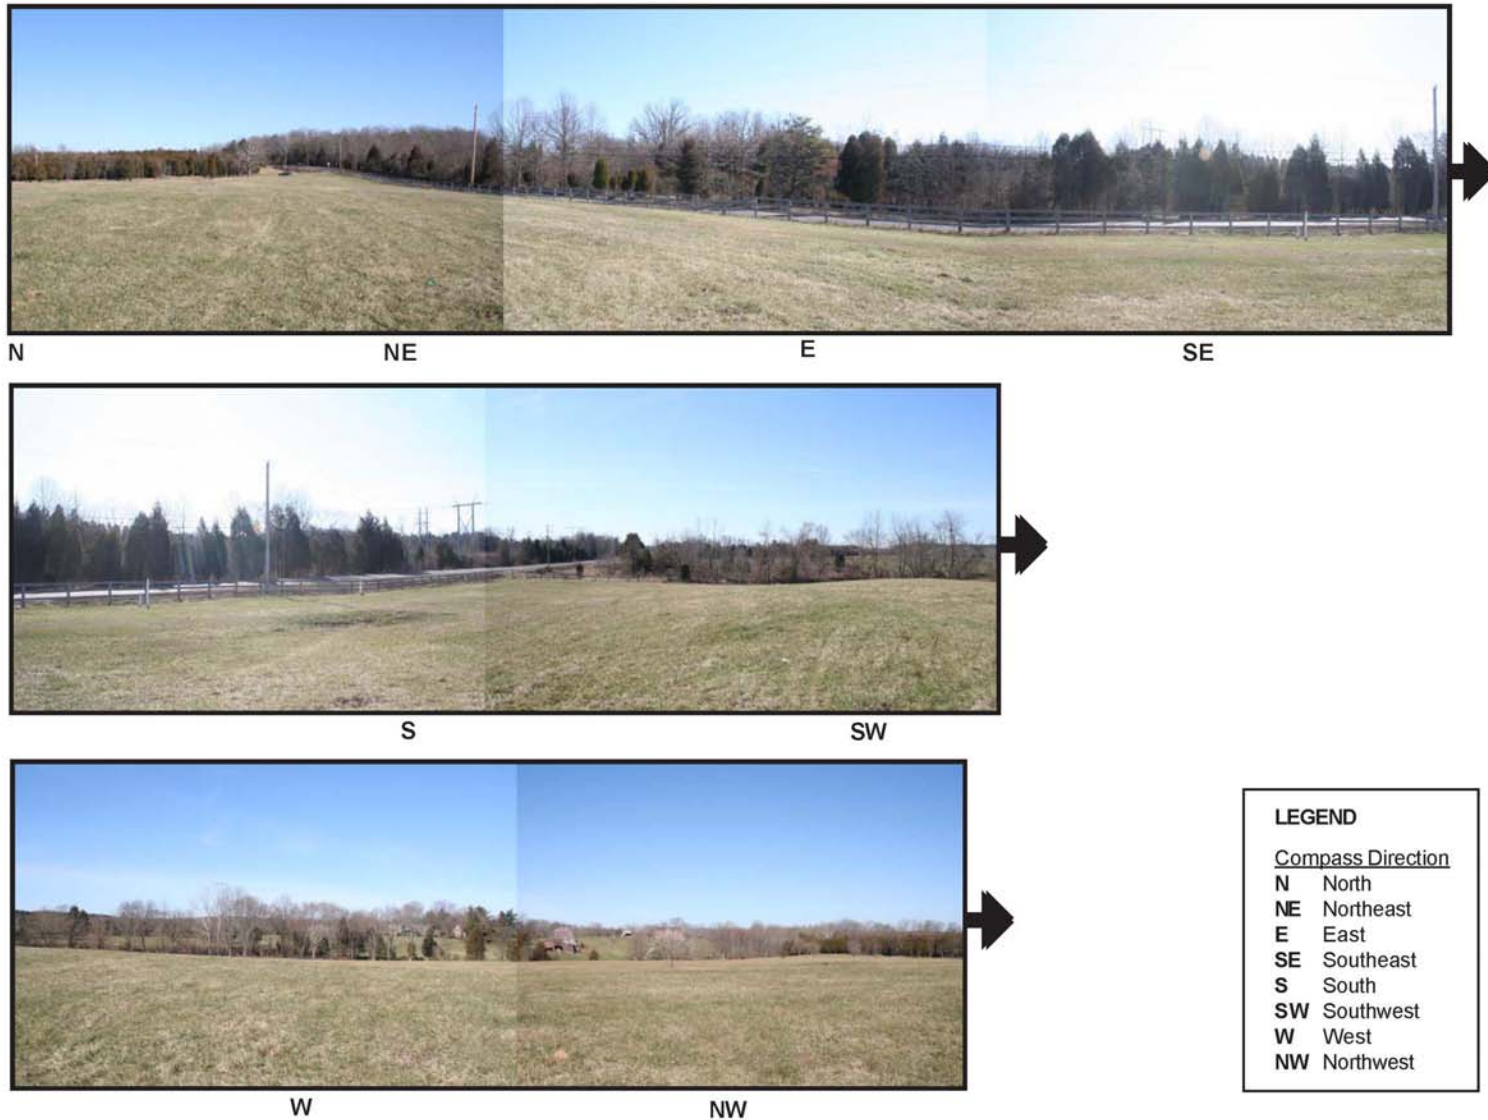 N NE E SE
S SW
W NW
LEGEND
Compass Direction
N North
NE Northeast
E East
SE Southeast
S South
SW Southwest
W West
NW Northwest